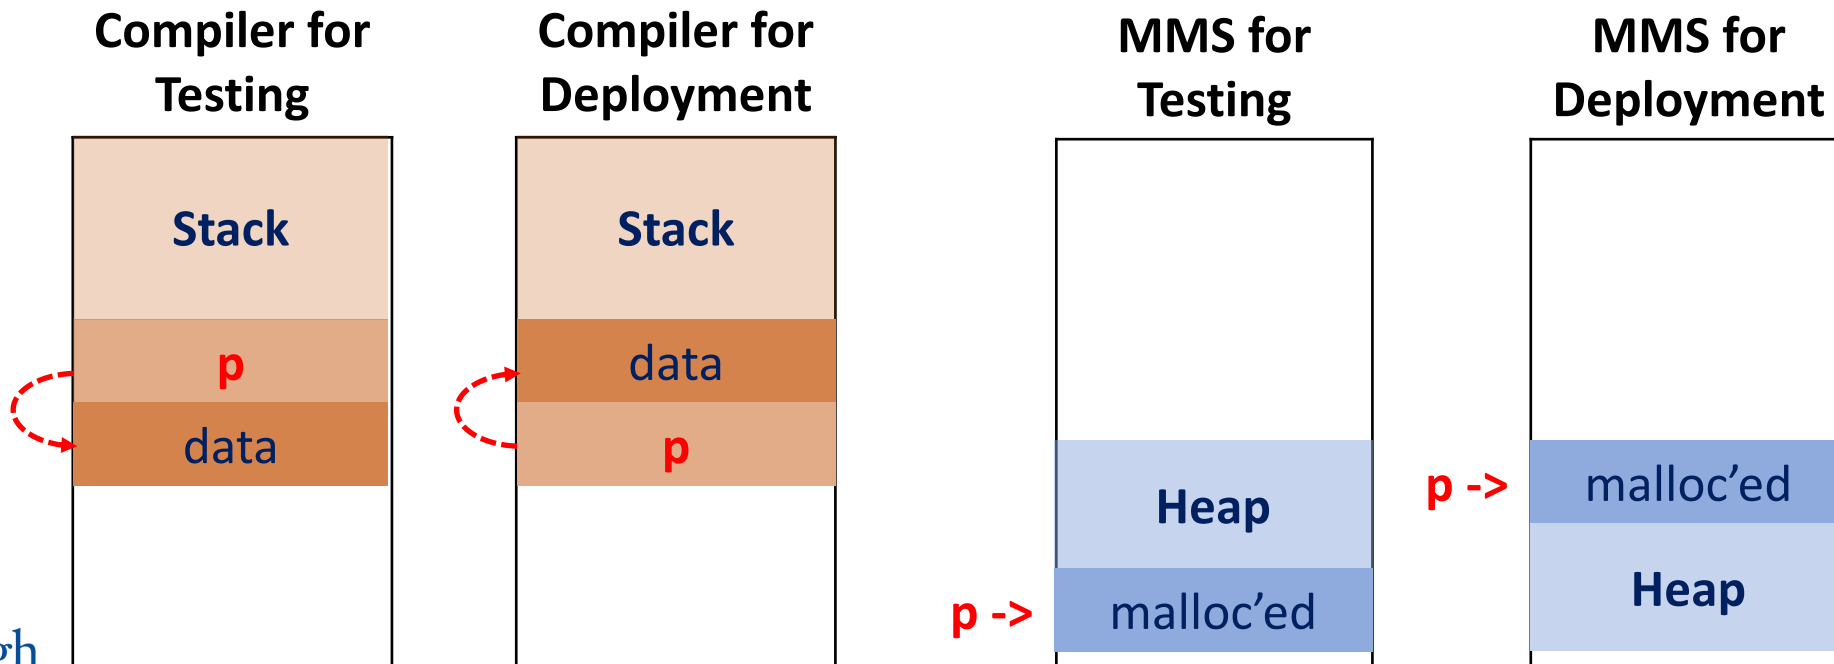 Compiler for
Testing
Compiler for
Deployment
MMS for
Testing
MMS for
Deployment
Stack
p
data
Stack
data
p
Heap
p ->
malloc’ed
p ->
malloc’ed
Heap
gh